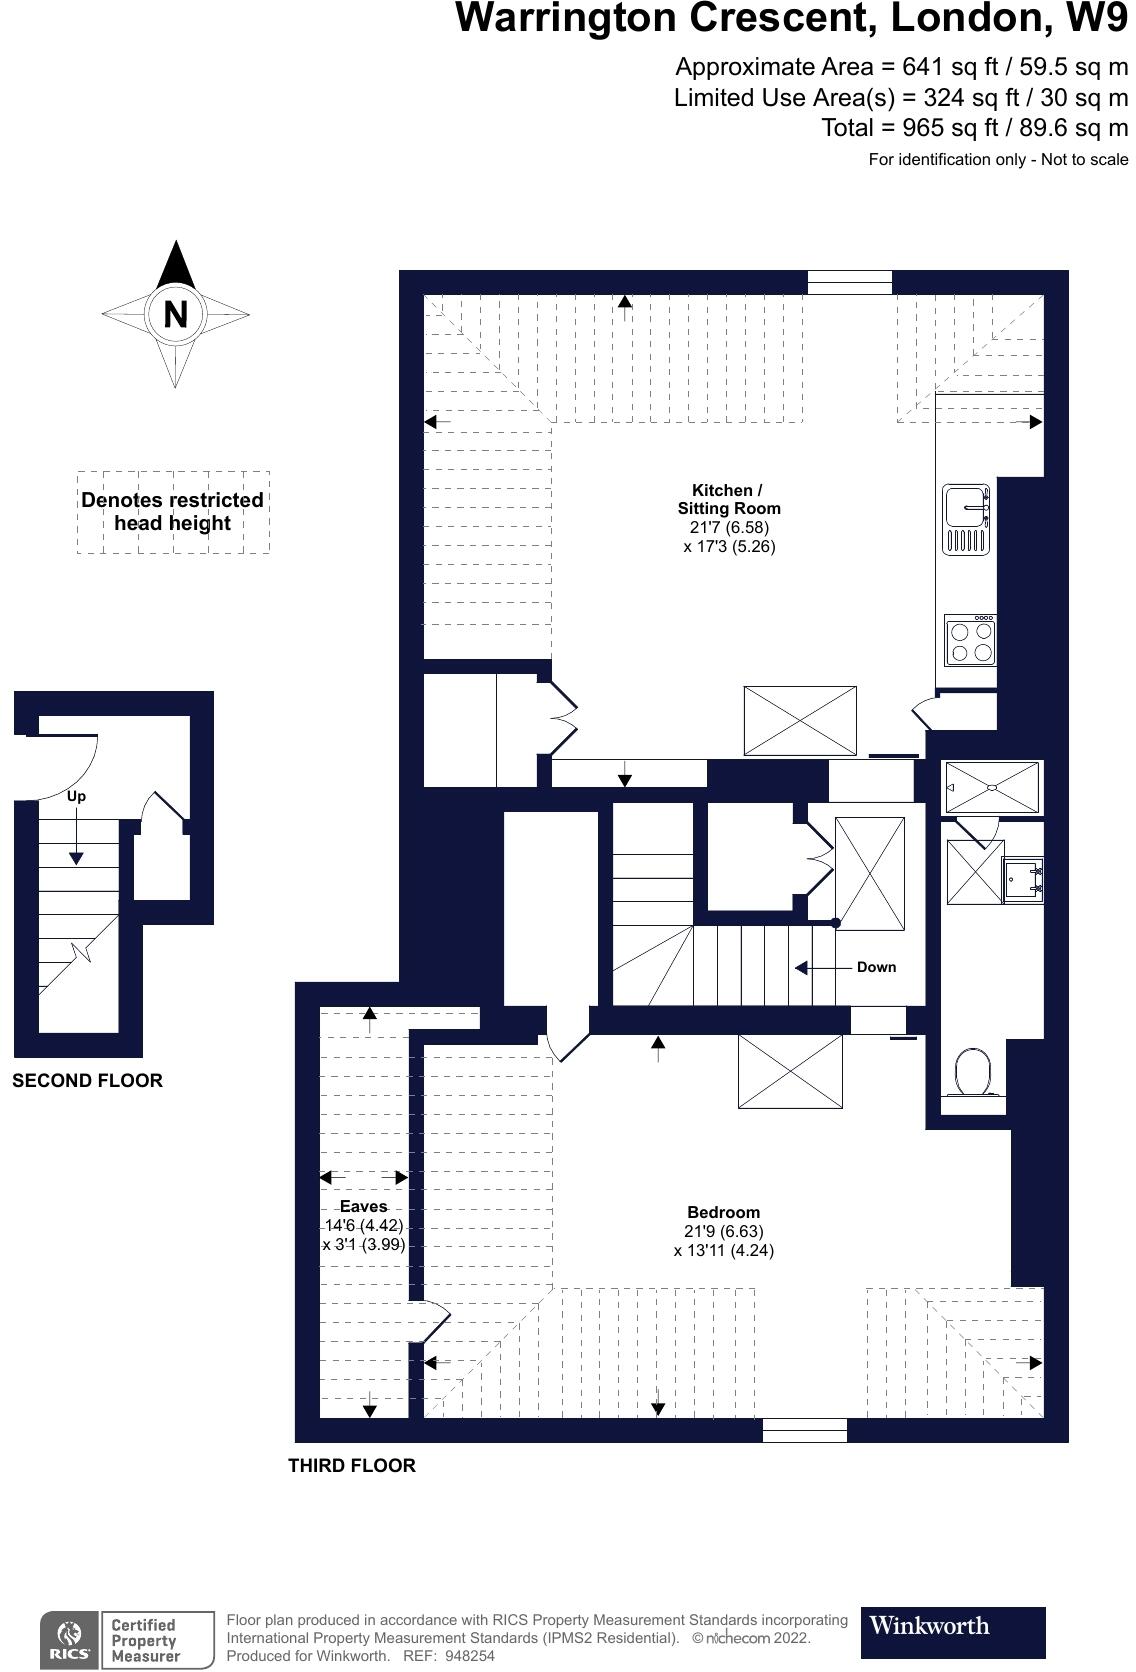 Warrington Crescent, London, W9
Approximate Area = 641 sq ft / 59.5 sq m
Limited Use Area(s) = 324 sq ft / 30 sq m
Total = 965 sq ft / 89.6 sq m
For identification only - Not to scale
N
Denotes restricted
head height
Kitchen /
Sitting Room
21'7 (6.58)
x 17'3 (5.26)
Up
Down
SECOND FLOOR
Eaves
14'6 (4.42)
x 3'1 (3.99)
Bedroom
21'9 (6.63)
x 13'11 (4.24)
THIRD FLOOR
RICS
Certified
Property
Measurer
Floor plan produced in accordance with RICS Property Measurement Standards incorporating
International Property Measurement Standards (IPMS2 Residential). © nichecom 2022.
Produced for Winkworth. REF: 948254
Winkworth